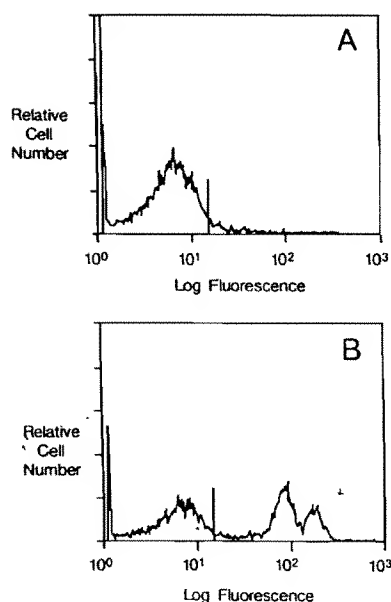 A
Relative
Cell
Number
10⁰ 10¹ 10² 10³
Log Fluorescence
B
Relative
Cell
Number
10⁰ 10¹ 10² 10³
Log Fluorescence